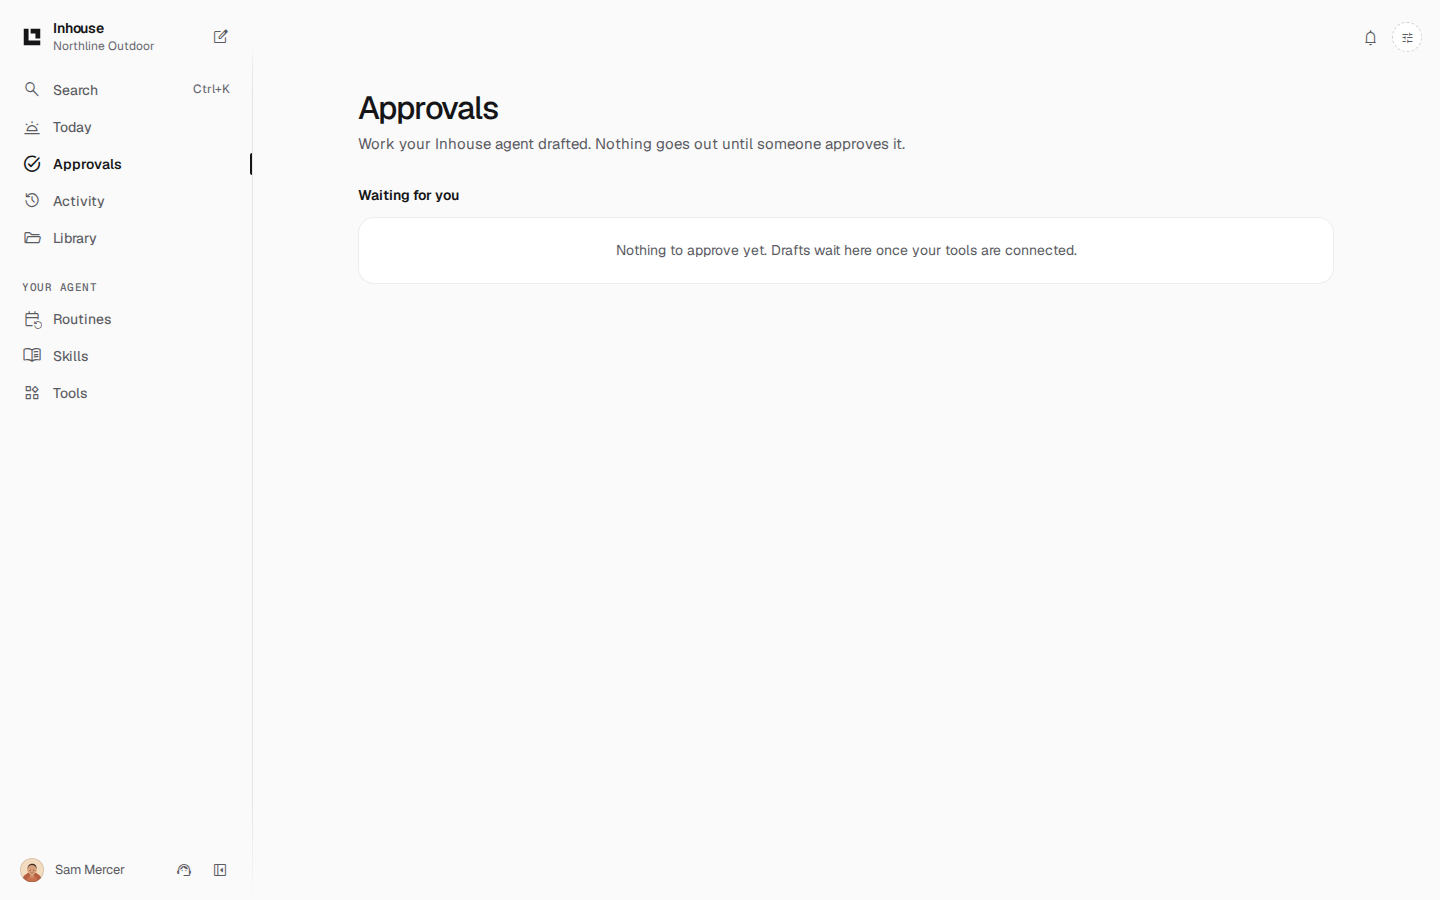 Inhouse
Northline Outdoor
Search Ctrl+K
Today
Approvals
Activity
Library
YOUR AGENT
Routines
Skills
Tools
Sam Mercer
Approvals
Work your Inhouse agent drafted. Nothing goes out until someone approves it.
Waiting for you
Nothing to approve yet. Drafts wait here once your tools are connected.